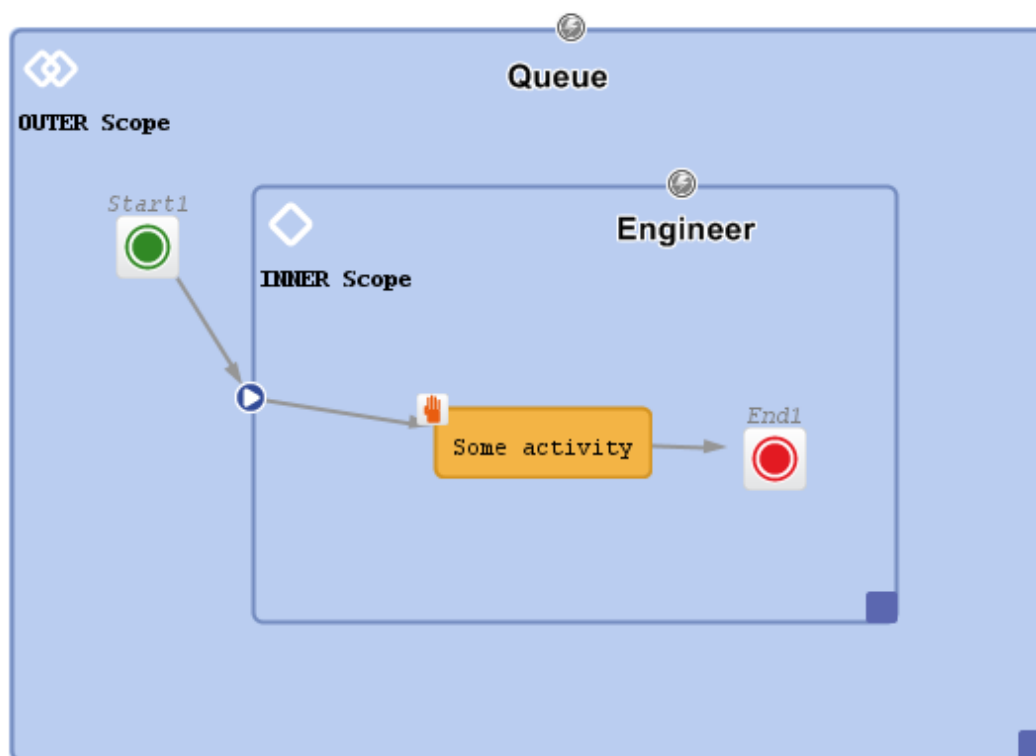 Queue
OUTER Scope
Start1
Engineer
INNER Scope
Some activity
End1